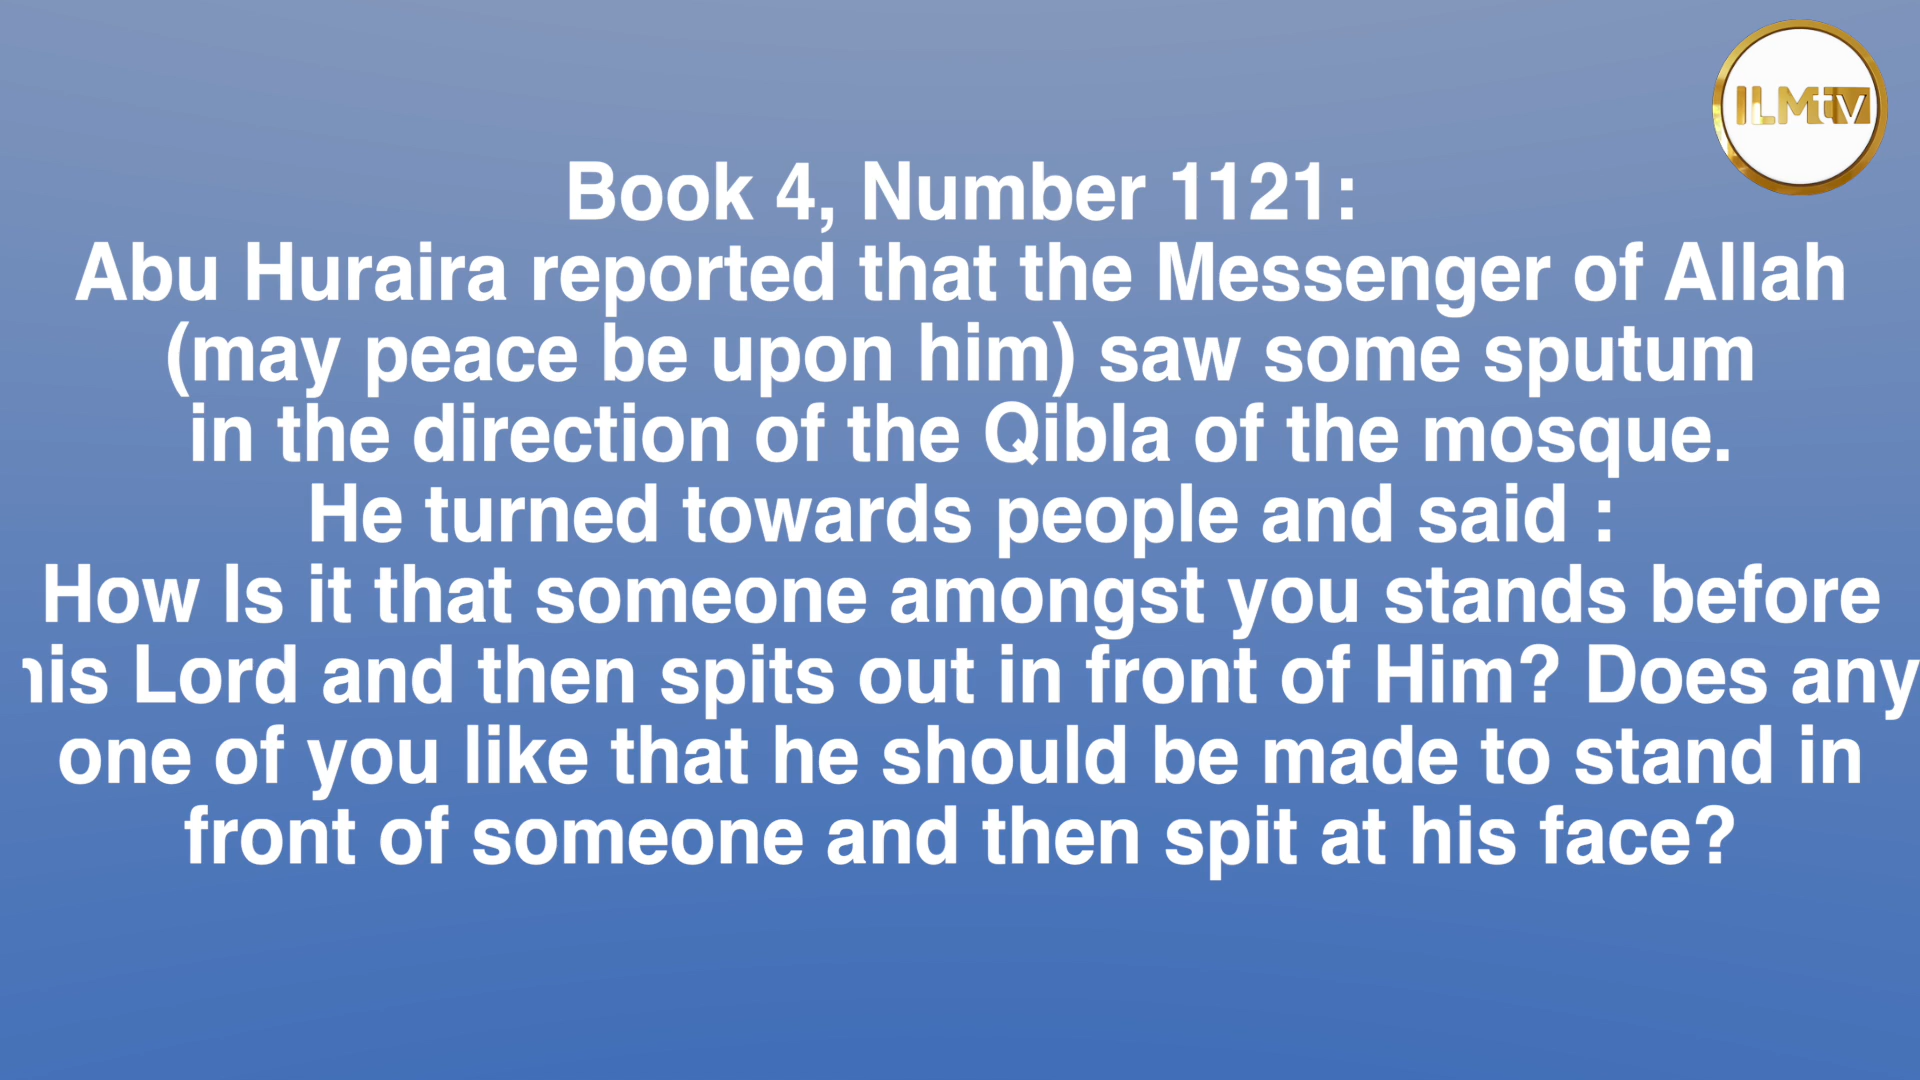 ILMtv
Book 4, Number 1121:
Abu Huraira reported that the Messenger of Allah
(may peace be upon him) saw some sputum
in the direction of the Qibla of the mosque.
He turned towards people and said :
How Is it that someone amongst you stands before
his Lord and then spits out in front of Him? Does any
one of you like that he should be made to stand in
front of someone and then spit at his face?